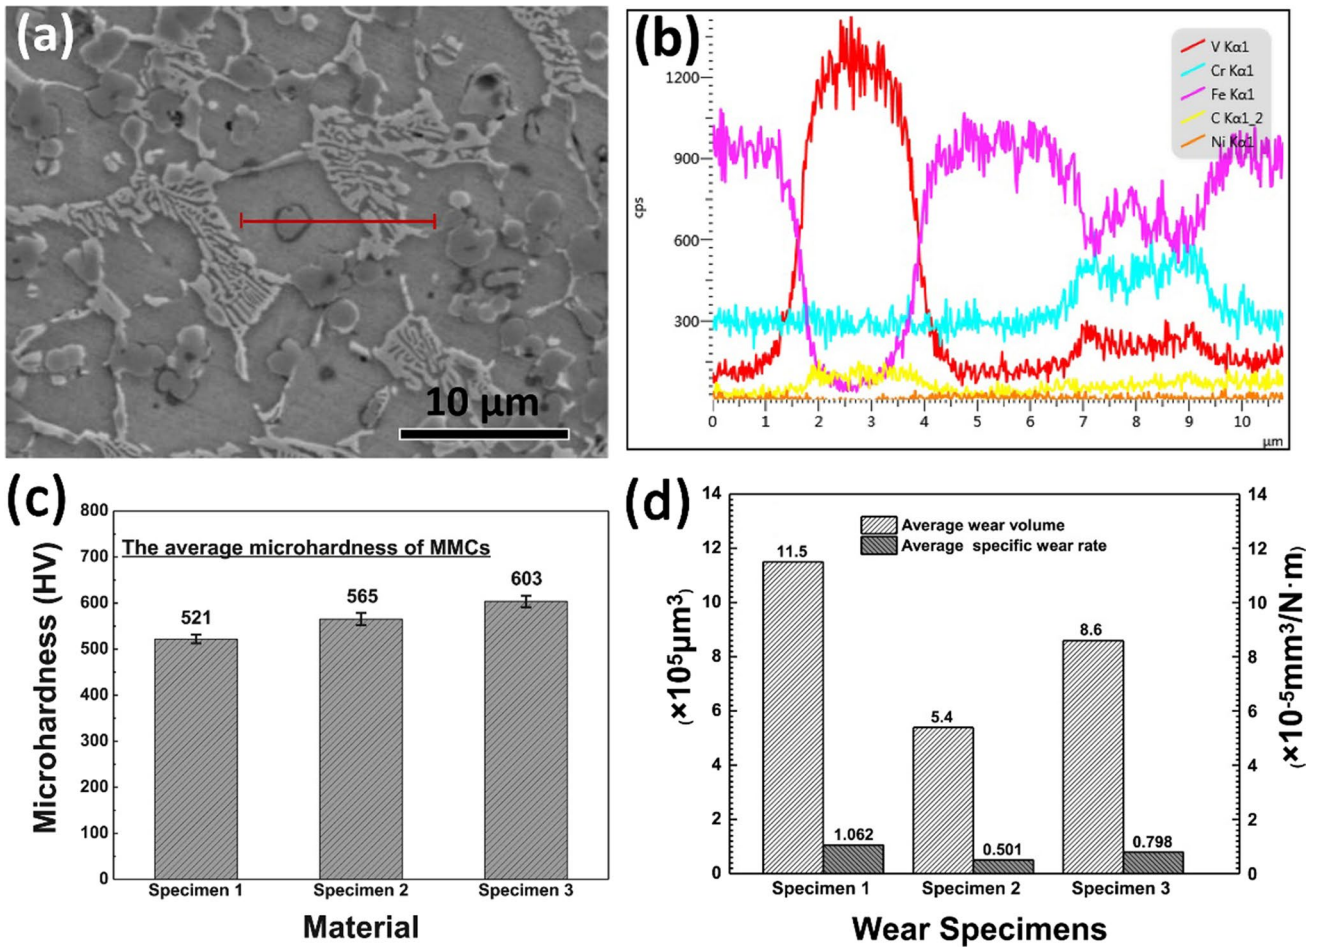 (a)
10 μm
(b)
V Kα1
Cr Kα1
Fe Kα1
C Kα1_2
Ni Kα1
1200
900
600
300
cps
0 1 2 3 4 5 6 7 8 9 10
μm
(c)
800
700
600
500
400
300
200
100
0
Microhardness (HV)
The average microhardness of MMCs
521
565
603
Specimen 1 Specimen 2 Specimen 3
Material
(d)
14
12
10
8
6
4
2
0
(×10⁵μm³)
Average wear volume
Average specific wear rate
11.5
1.062
5.4
0.501
8.6
0.798
14
12
10
8
6
4
2
0
(×10⁻⁵mm³/N·m)
Specimen 1 Specimen 2 Specimen 3
Wear Specimens